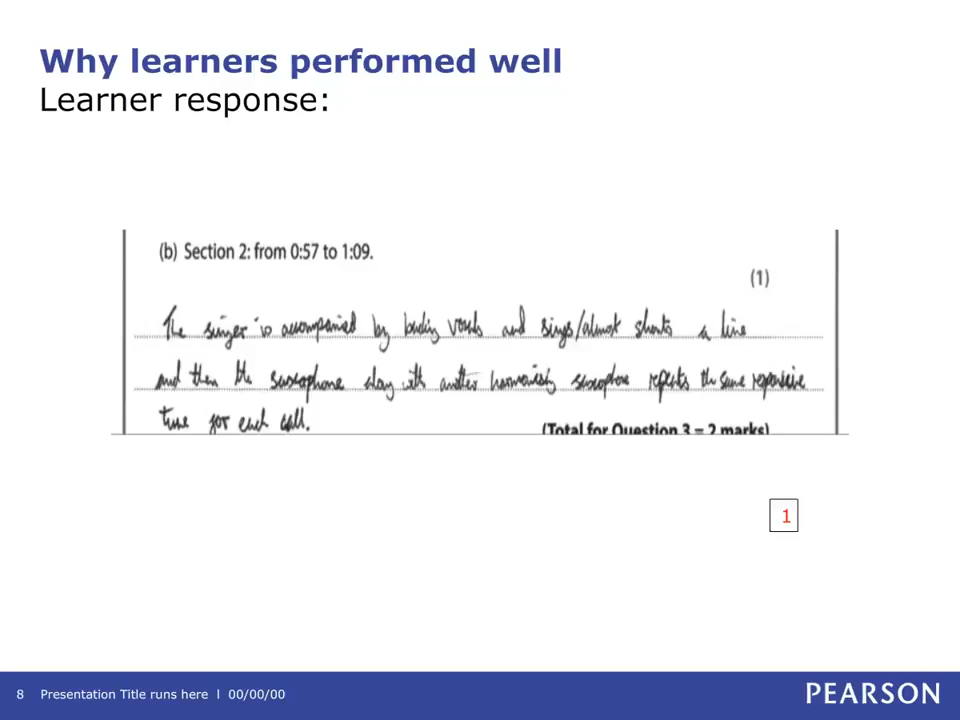 Why learners performed well
Learner response:
(b) Section 2: from 0:57 to 1:09.
(1)
The singer is accompanied by backing vocals and sings/almost shouts a line
and then the saxophone along with another harmonising saxophone repeats the same responsive
tune for each call.
(Total for Question 3 = 2 marks)
1
8 Presentation Title runs here l 00/00/00
PEARSON